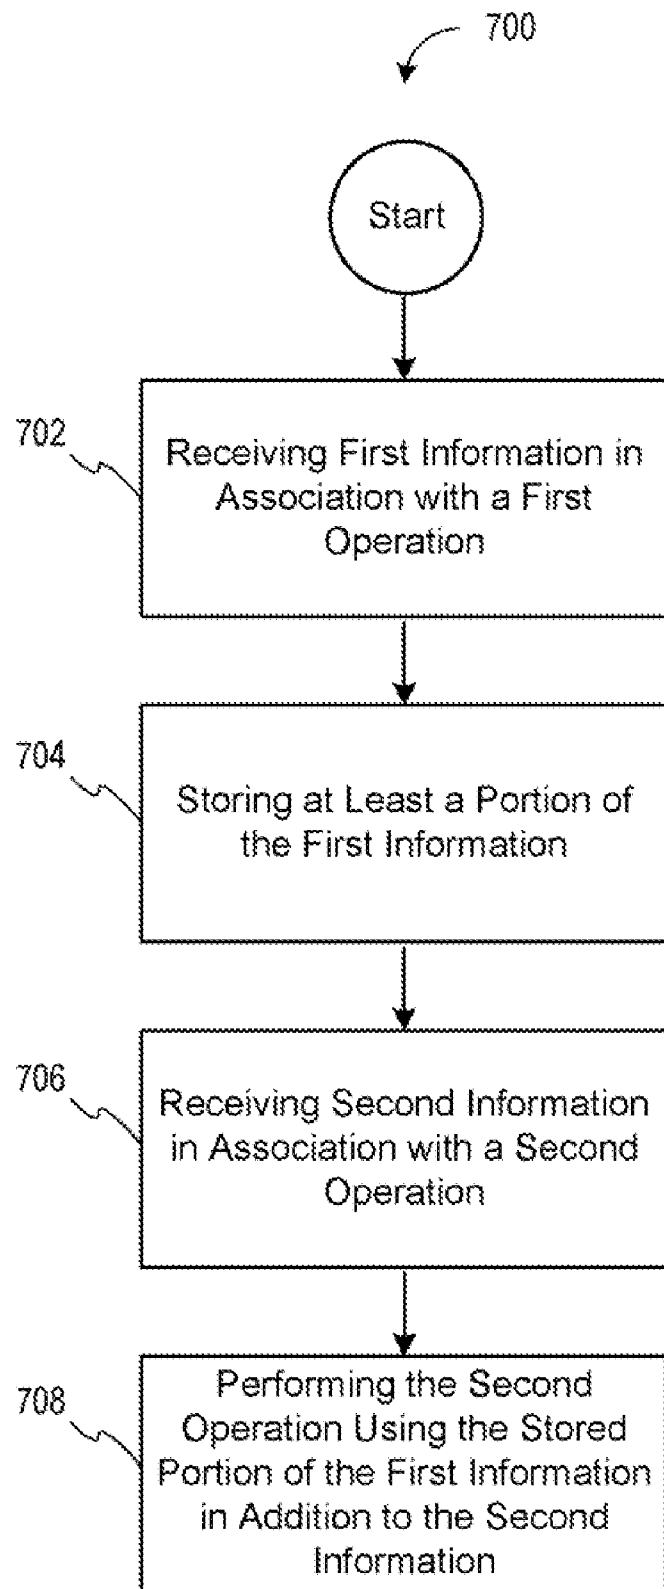 700
Start
702
Receiving First Information in
Association with a First
Operation
704
Storing at Least a Portion of
the First Information
706
Receiving Second Information
in Association with a Second
Operation
708
Performing the Second
Operation Using the Stored
Portion of the First Information
in Addition to the Second
Information